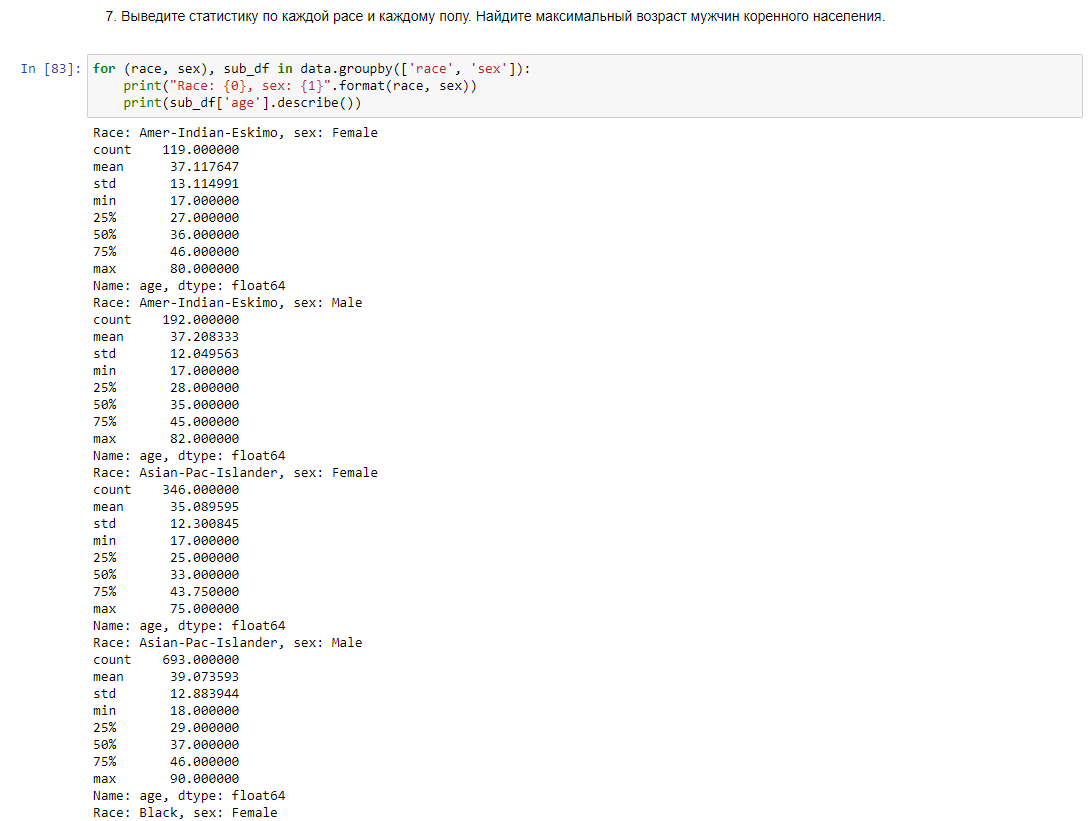 7. Выведите статистику по каждой расе и каждому полу. Найдите максимальный возраст мужчин коренного населения.
In [83]: for (race, sex), sub_df in data.groupby(['race', 'sex']):
    print("Race: {0}, sex: {1}".format(race, sex))
    print(sub_df['age'].describe())
Race: Amer-Indian-Eskimo, sex: Female
count    119.000000
mean      37.117647
std       13.114991
min       17.000000
25%       27.000000
50%       36.000000
75%       46.000000
max       80.000000
Name: age, dtype: float64
Race: Amer-Indian-Eskimo, sex: Male
count    192.000000
mean      37.208333
std       12.049563
min       17.000000
25%       28.000000
50%       35.000000
75%       45.000000
max       82.000000
Name: age, dtype: float64
Race: Asian-Pac-Islander, sex: Female
count    346.000000
mean      35.089595
std       12.300845
min       17.000000
25%       25.000000
50%       33.000000
75%       43.750000
max       75.000000
Name: age, dtype: float64
Race: Asian-Pac-Islander, sex: Male
count    693.000000
mean      39.073593
std       12.883944
min       18.000000
25%       29.000000
50%       37.000000
75%       46.000000
max       90.000000
Name: age, dtype: float64
Race: Black, sex: Female